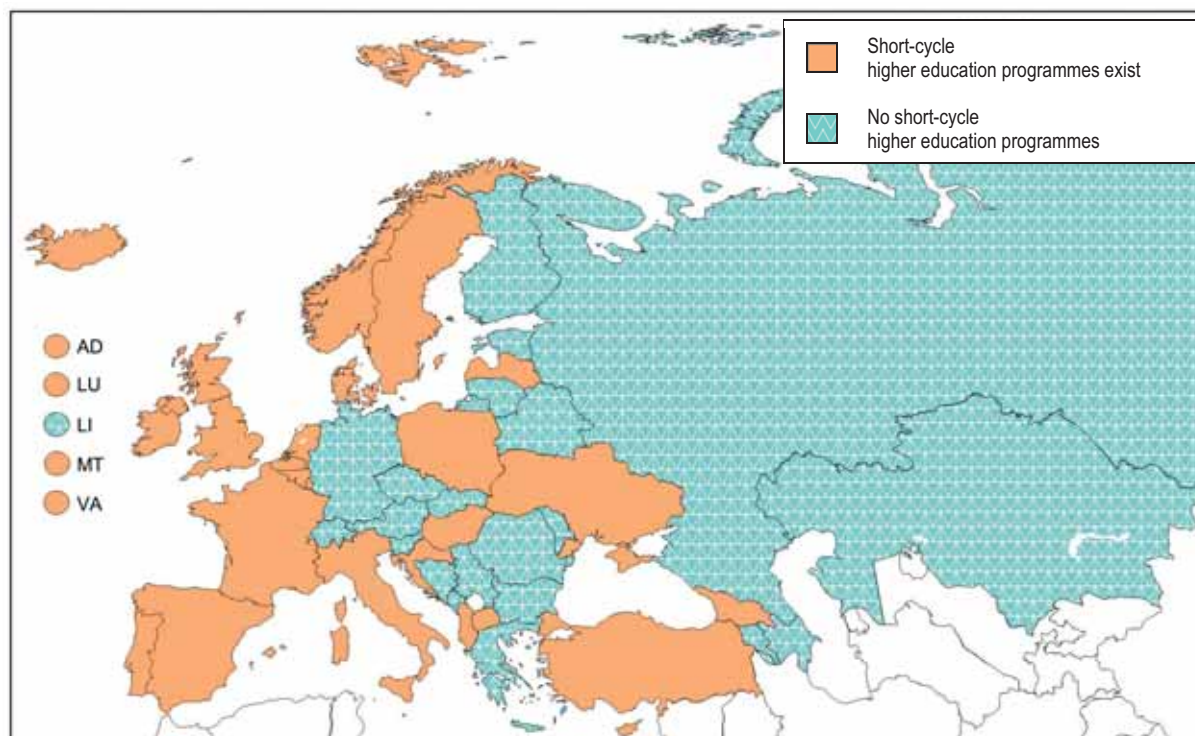 Short-cycle
higher education programmes exist
No short-cycle
higher education programmes
AD
LU
LI
MT
VA